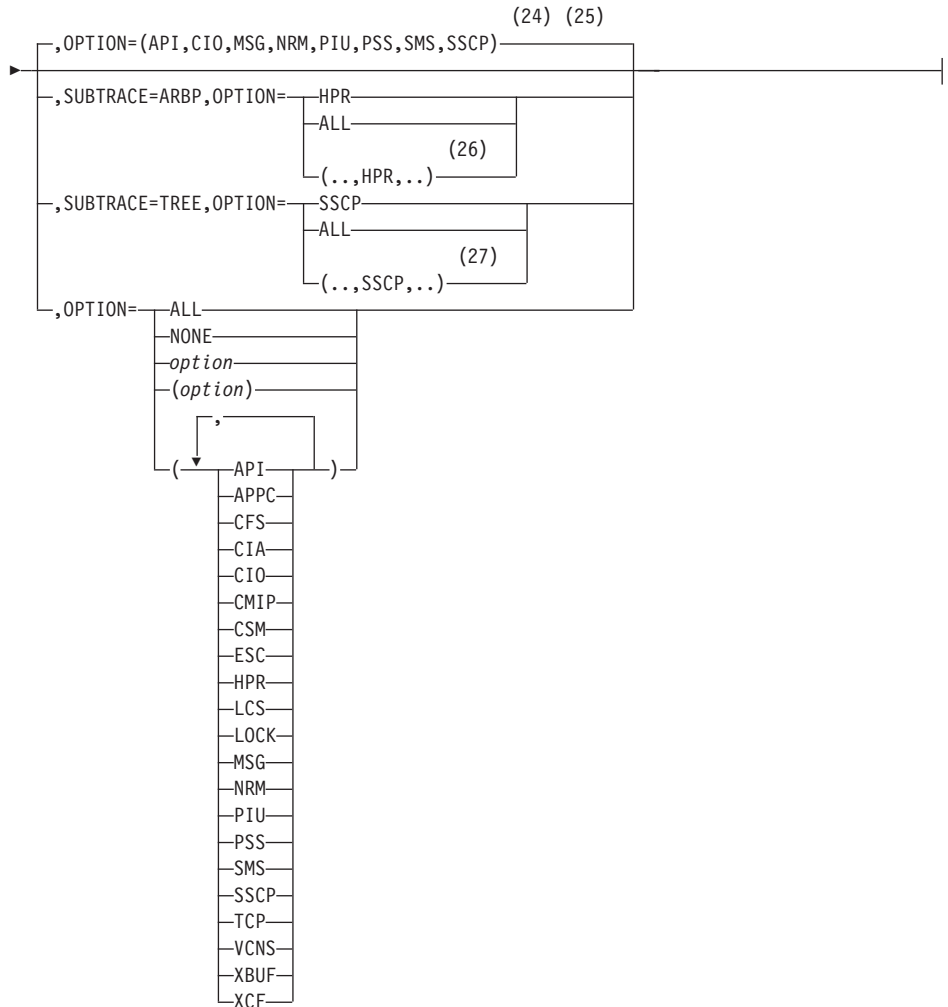 (24) (25)
,OPTION=(API,CIO,MSG,NRM,PIU,PSS,SMS,SSCP)
,SUBTRACE=ARBP,OPTION= HPR
ALL
(26)
(..,HPR,..)
,SUBTRACE=TREE,OPTION= SSCP
ALL
(27)
(..,SSCP,..)
,OPTION= ALL
NONE
option
(option)
,
( API )
APPC
CFS
CIA
CIO
CMIP
CSM
ESC
HPR
LCS
LOCK
MSG
NRM
PIU
PSS
SMS
SSCP
TCP
VCNS
XBUF
XCF